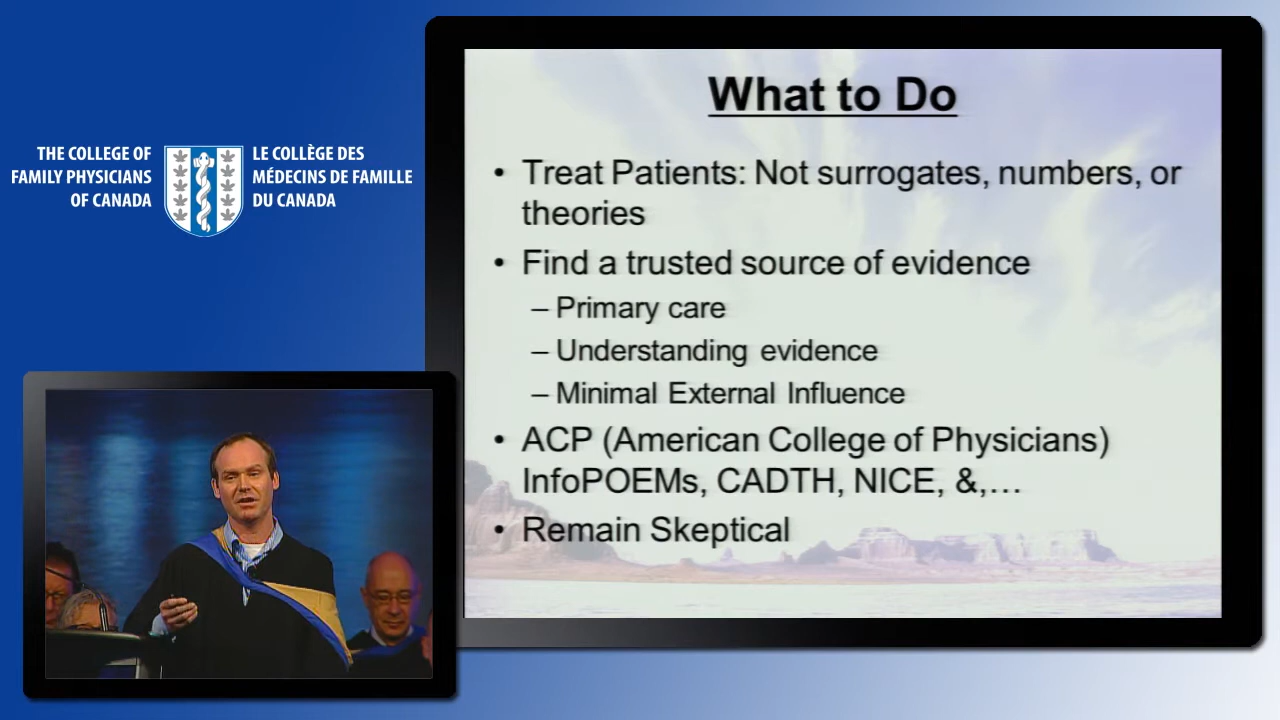 THE COLLEGE OF
FAMILY PHYSICIANS
OF CANADA
LE COLLÈGE DES
MÉDECINS DE FAMILLE
DU CANADA
What to Do
• Treat Patients: Not surrogates, numbers, or
theories
• Find a trusted source of evidence
– Primary care
– Understanding evidence
– Minimal External Influence
• ACP (American College of Physicians)
InfoPOEMs, CADTH, NICE, &,…
• Remain Skeptical